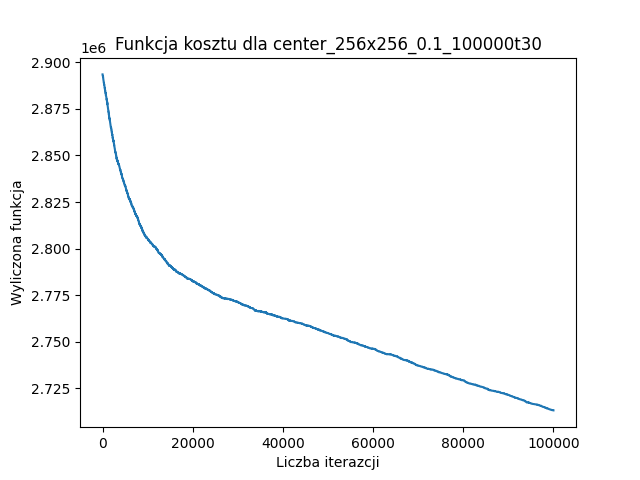 Funkcja kosztu dla center_256x256_0.1_100000t30
1e6
2.900
2.875
2.850
2.825
2.800
2.775
2.750
2.725
Wyliczona funkcja
0 20000 40000 60000 80000 100000
Liczba iterazcji